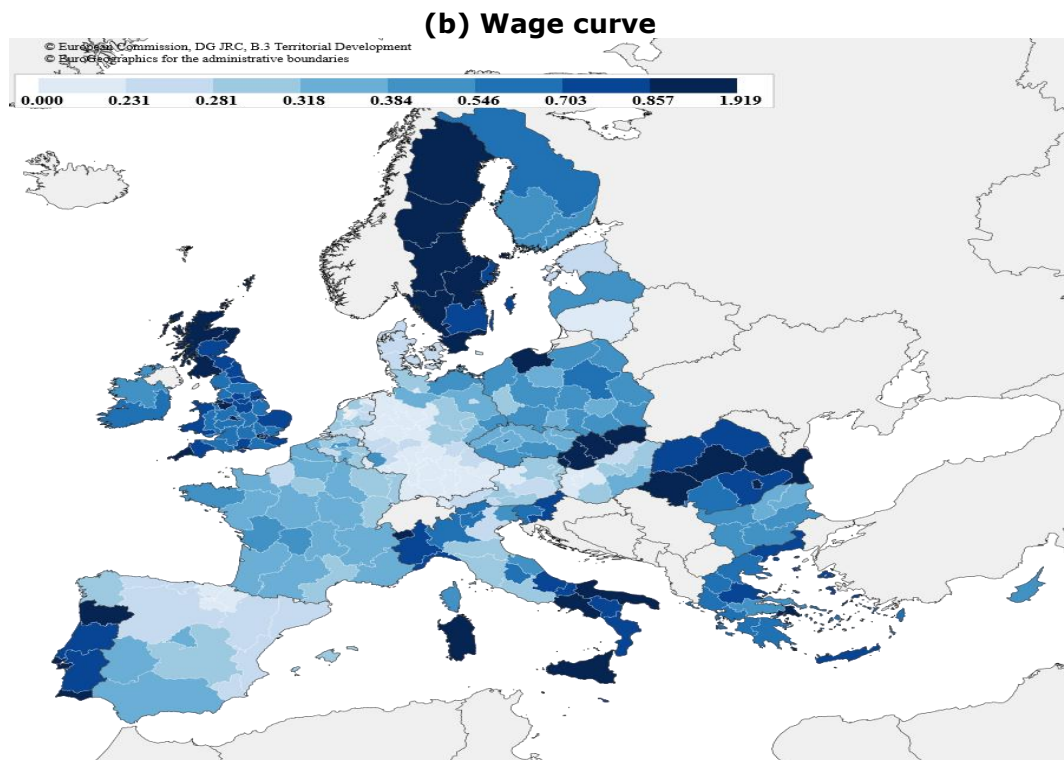 (b) Wage curve
© European Commission, DG JRC, B.3 Territorial Development
© EuroGeographics for the administrative boundaries
0.000 0.231 0.281 0.318 0.384 0.546 0.703 0.857 1.919